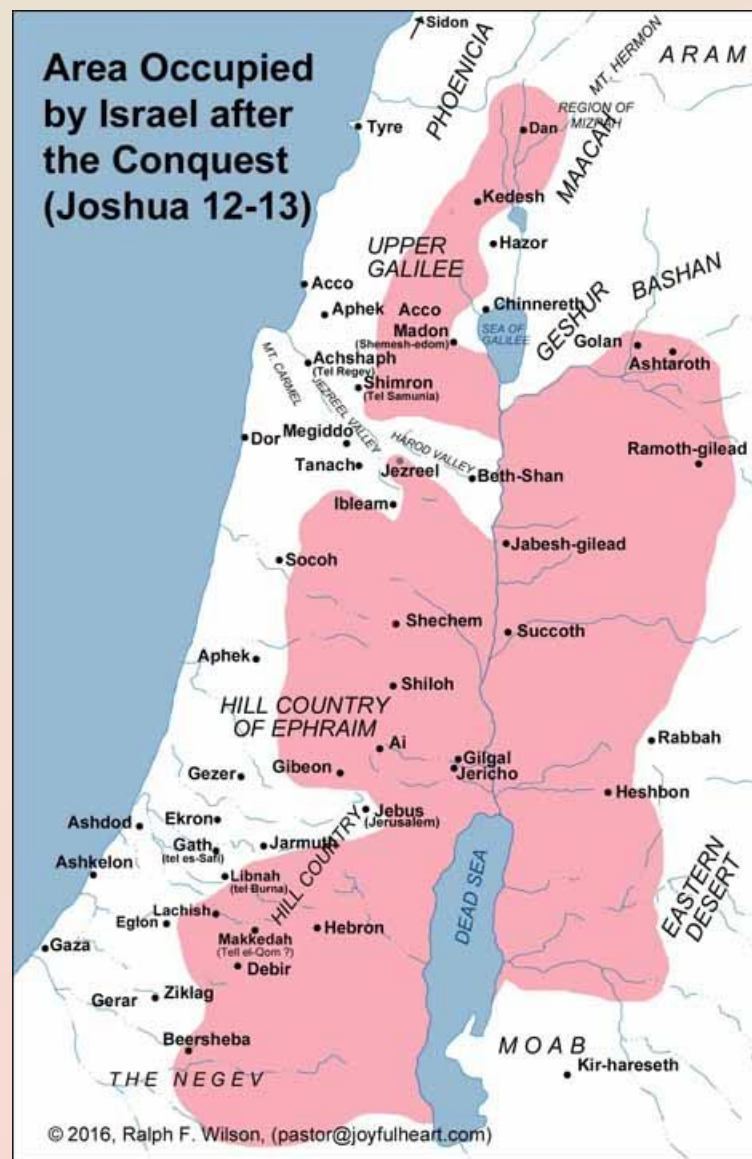 Area Occupied
by Israel after
the Conquest
(Joshua 12-13)
Sidon
PHOENICIA
MT. HERMON
ARAM
REGION OF
MIZPAH
MAACAH
Tyre
Dan
Kedesh
Hazor
UPPER
GALILEE
Acco
Aphek
Acco
Chinnereth
Madon
(Shemesh-edom)
SEA OF
GALILEE
GESHUR
BASHAN
Golan
Ashtaroth
Achshaph
(Tel Regev)
MT. CARMEL
JEZREEL VALLEY
Shimron
(Tel Samunia)
Dor
Megiddo
HAROD VALLEY
Ramoth-gilead
Tanach
Jezreel
Beth-Shan
Ibleam
Jabesh-gilead
Socoh
Shechem
Succoth
Aphek
Shiloh
HILL COUNTRY
OF EPHRAIM
Ai
Rabbah
Gilgal
Jericho
Gezer
Gibeon
Heshbon
Jebus
(Jerusalem)
Ashdod
Ekron
Gath
(tel es-Safi)
Jarmuth
HILL COUNTRY
Ashkelon
Libnah
(tel Burna)
DEAD SEA
EASTERN
DESERT
Lachish
Eglon
Makkedah
(Tell el-Qom ?)
Hebron
Gaza
Debir
Gerar
Ziklag
Beersheba
MOAB
Kir-hareseth
THE NEGEV
© 2016, Ralph F. Wilson, (pastor@joyfulheart.com)